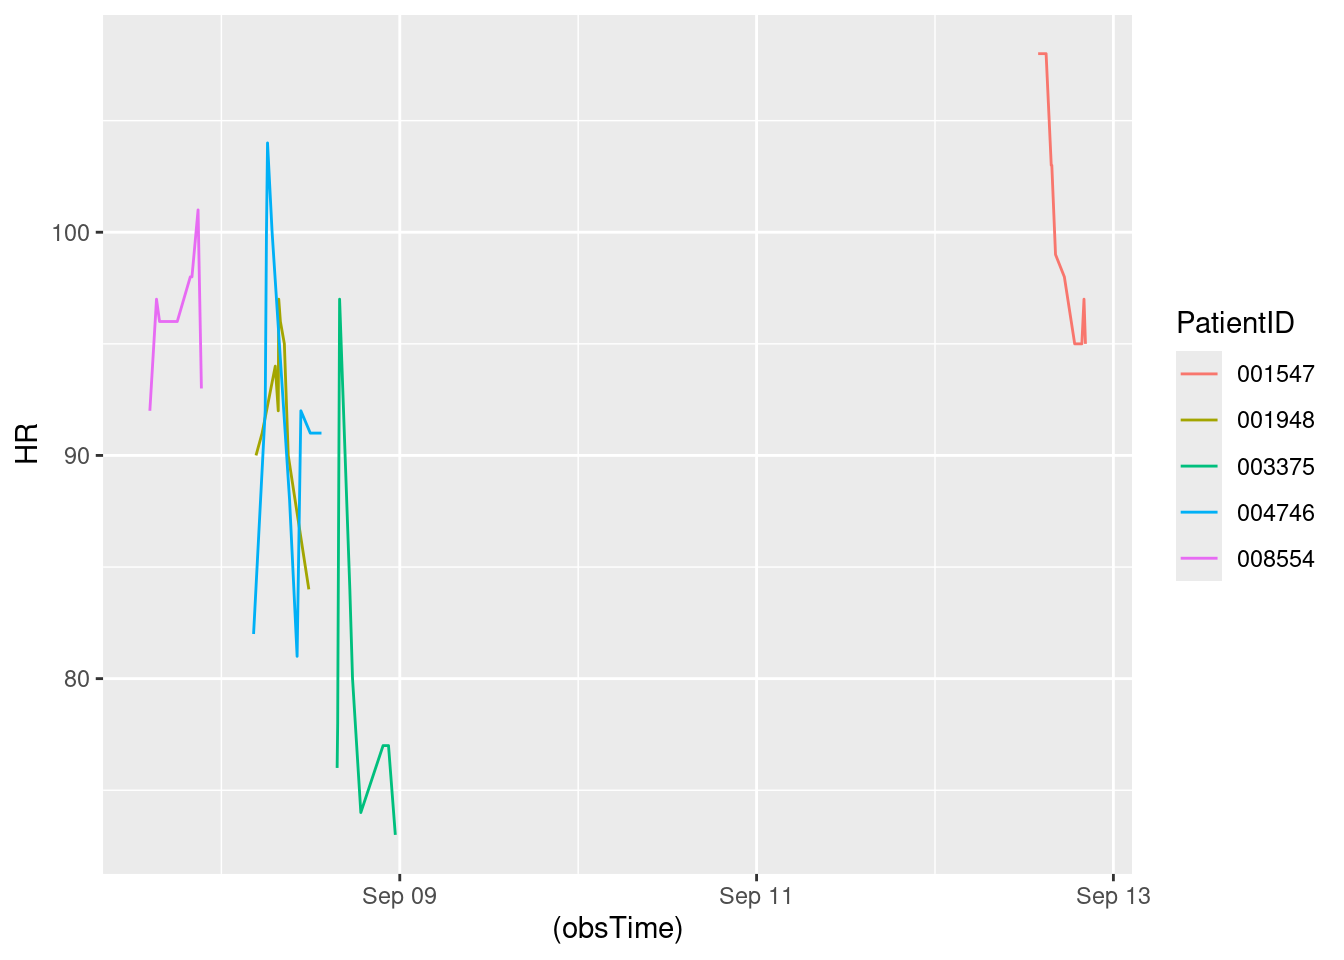 HR
100
90
80
Sep 09
Sep 11
Sep 13
(obsTime)
PatientID
001547
001948
003375
004746
008554